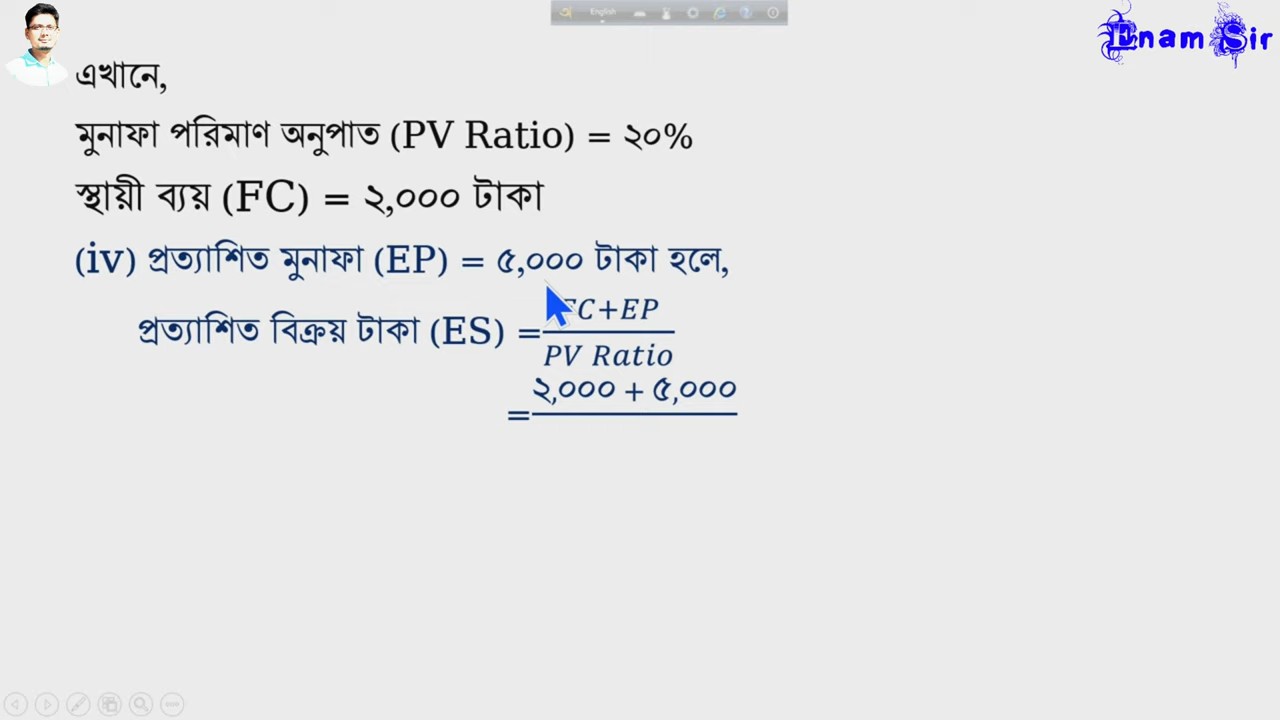 English
Enam Sir
এখানে,
মুনাফা পরিমাণ অনুপাত (PV Ratio) = ২০%
স্থায়ী ব্যয় (FC) = ২,০০০ টাকা
(iv) প্রত্যাশিত মুনাফা (EP) = ৫,০০০ টাকা হলে,
প্রত্যাশিত বিক্রয় টাকা (ES) = FC+EP
PV Ratio
= ২,০০০ + ৫,০০০